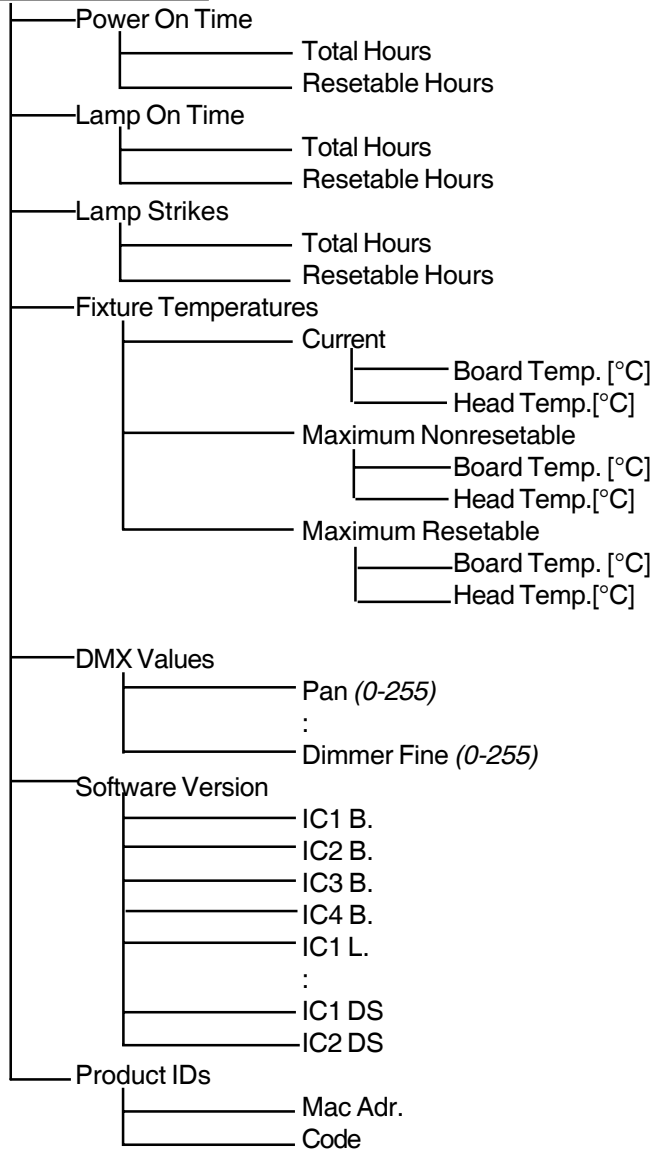 Power On Time
Total Hours
Resetable Hours
Lamp On Time
Total Hours
Resetable Hours
Lamp Strikes
Total Hours
Resetable Hours
Fixture Temperatures
Current
Board Temp. [°C]
Head Temp.[°C]
Maximum Nonresetable
Board Temp. [°C]
Head Temp.[°C]
Maximum Resetable
Board Temp. [°C]
Head Temp.[°C]
DMX Values
Pan (0-255)
:
Dimmer Fine (0-255)
Software Version
IC1 B.
IC2 B.
IC3 B.
IC4 B.
IC1 L.
:
IC1 DS
IC2 DS
Product IDs
Mac Adr.
Code